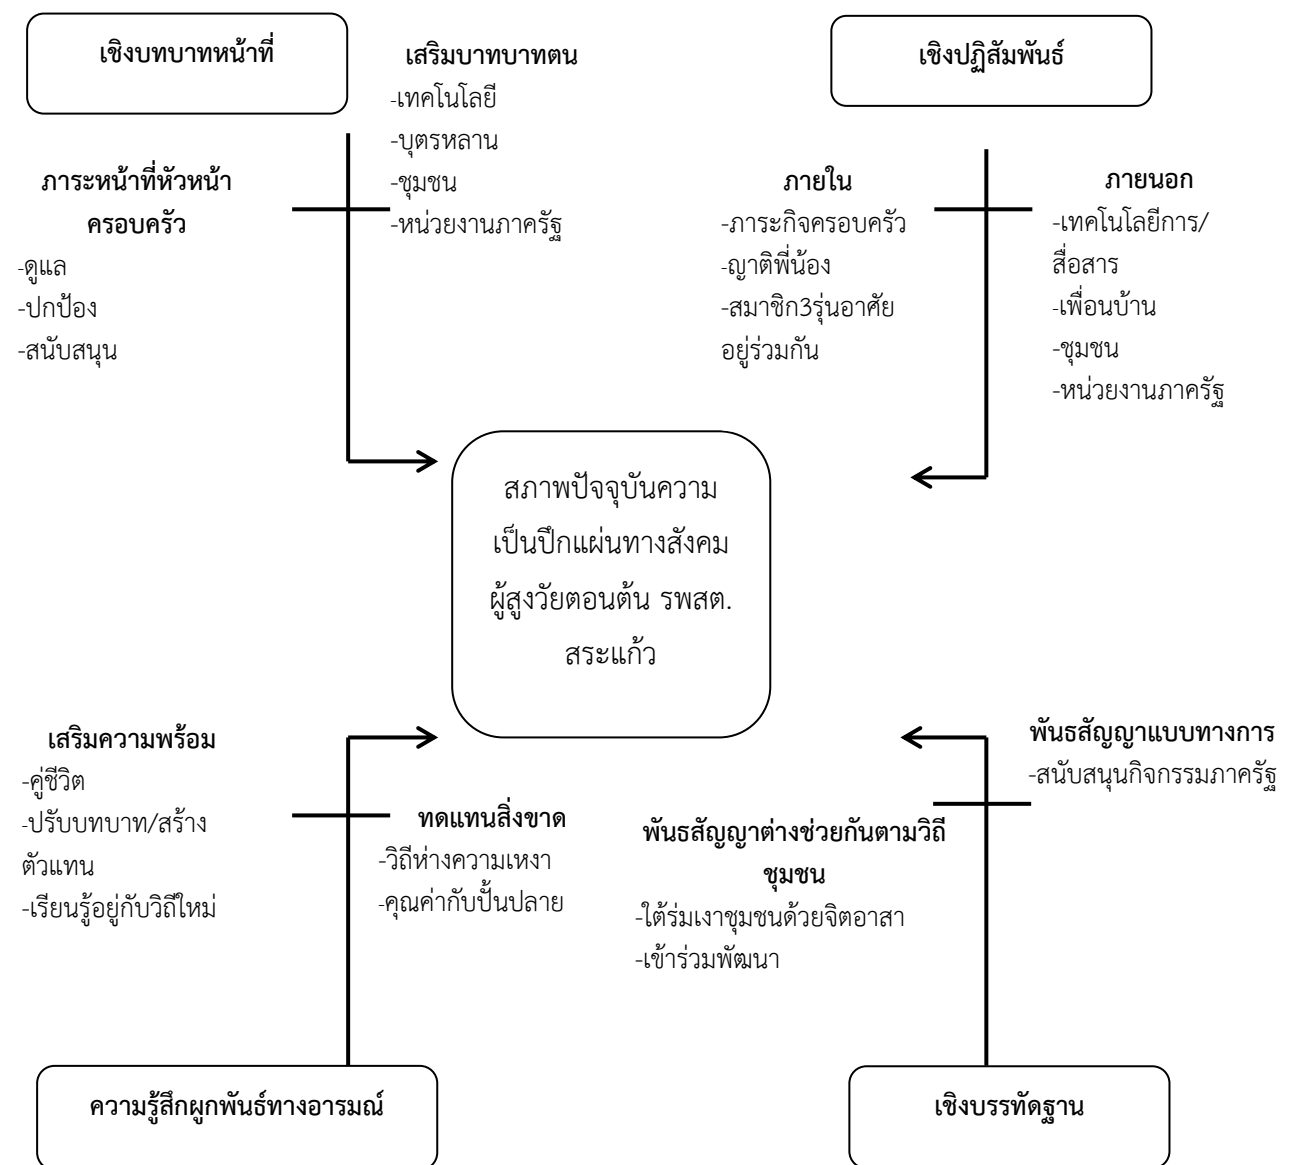 เชิงบทบาทหน้าที่
เสริมบาทบาทตน
-เทคโนโลยี
-บุตรหลาน
-ชุมชน
-หน่วยงานภาครัฐ
ภาระหน้าที่หัวหน้า
ครอบครัว
-ดูแล
-ปกป้อง
-สนับสนุน
เชิงปฏิสัมพันธ์
ภายใน
-ภาระกิจครอบครัว
-ญาติพี่น้อง
-สมาชิก3รุ่นอาศัย
อยู่ร่วมกัน
ภายนอก
-เทคโนโลยีการ/
สื่อสาร
-เพื่อนบ้าน
-ชุมชน
-หน่วยงานภาครัฐ
สภาพปัจจุบันความ
เป็นปึกแผ่นทางสังคม
ผู้สูงวัยตอนต้น รพสต.
สระแก้ว
เสริมความพร้อม
-คู่ชีวิต
-ปรับบทบาท/สร้าง
ตัวแทน
-เรียนรู้อยู่กับวิถีใหม่
ทดแทนสิ่งขาด
-วิถีห่างความเหงา
-คุณค่ากับปั้นปลาย
พันธสัญญาต่างช่วยกันตามวิถี
ชุมชน
-ใต้ร่มเงาชุมชนด้วยจิตอาสา
-เข้าร่วมพัฒนา
พันธสัญญาแบบทางการ
-สนับสนุนกิจกรรมภาครัฐ
ความรู้สึกผูกพันธ์ทางอารมณ์
เชิงบรรทัดฐาน